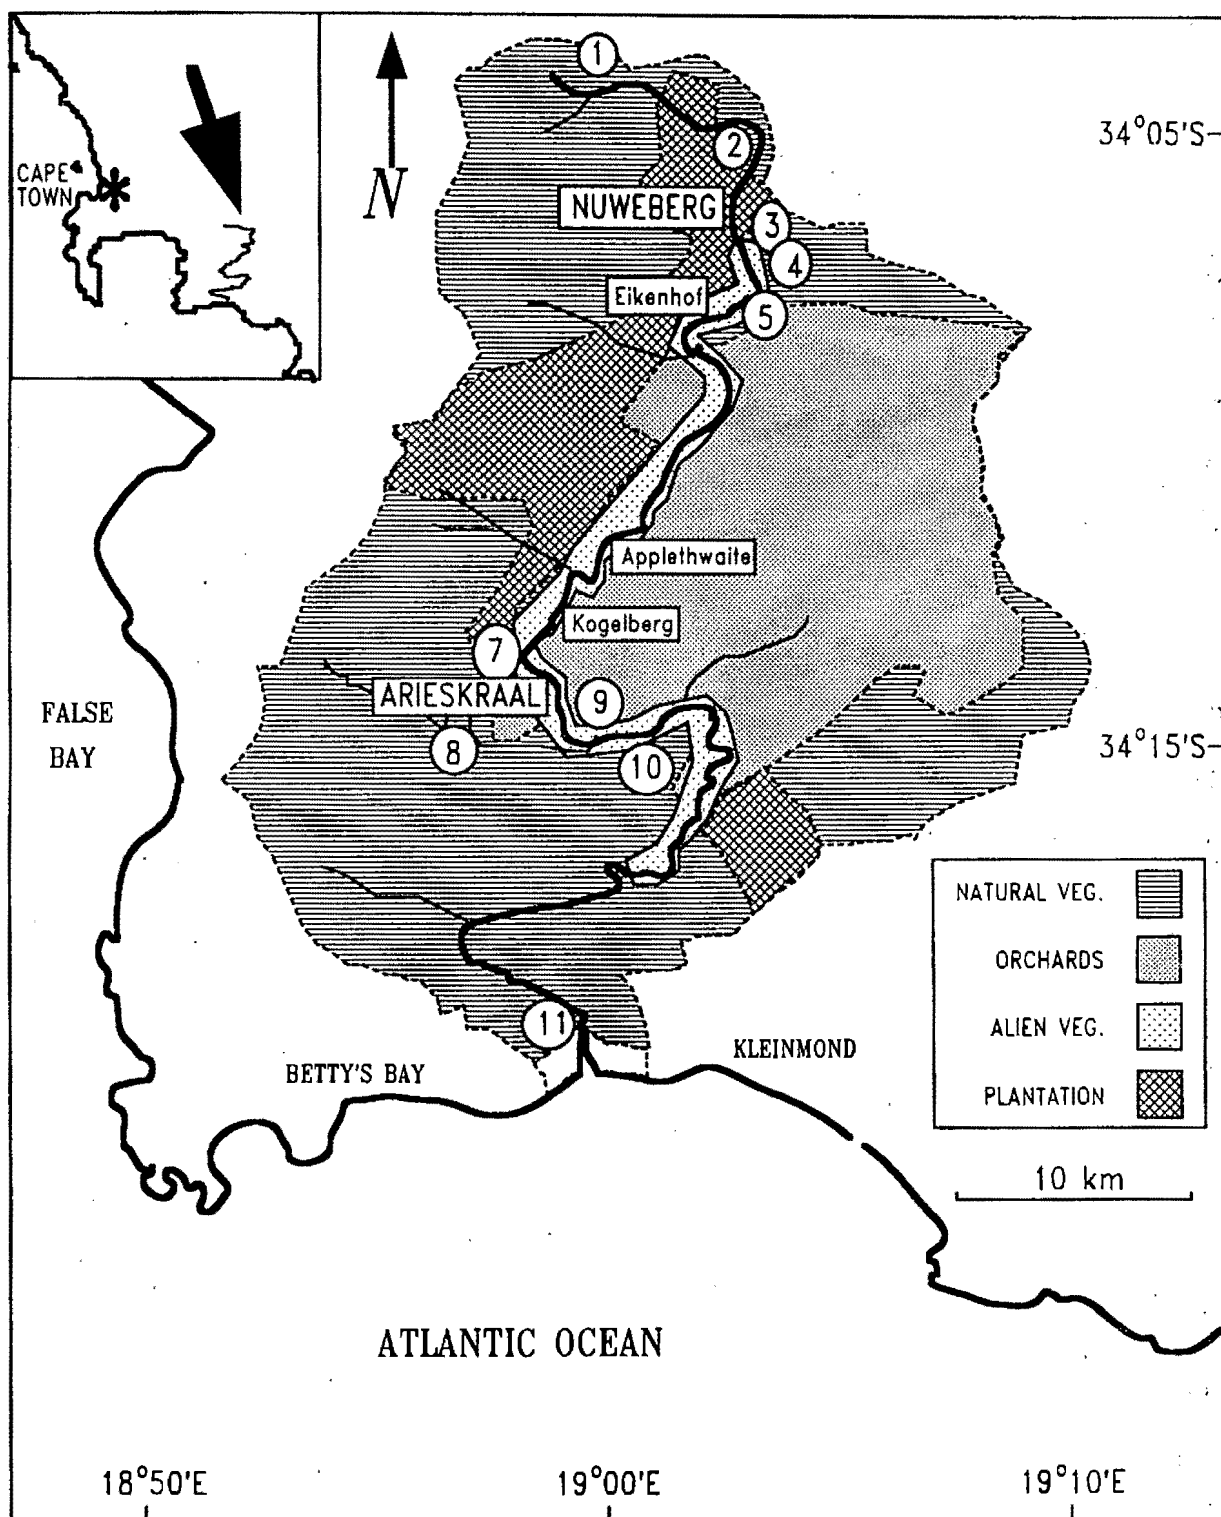 1
N
34°05'S
CAPE
TOWN
2
NUWEBERG
3
4
Eikenhof
5
Applethwaite
Kogelberg
7
ARIESKRAAL
9
FALSE
BAY
8
10
34°15'S
NATURAL VEG.
ORCHARDS
ALIEN VEG.
PLANTATION
11
KLEINMOND
BETTY'S BAY
10 km
ATLANTIC OCEAN
18°50'E
19°00'E
19°10'E